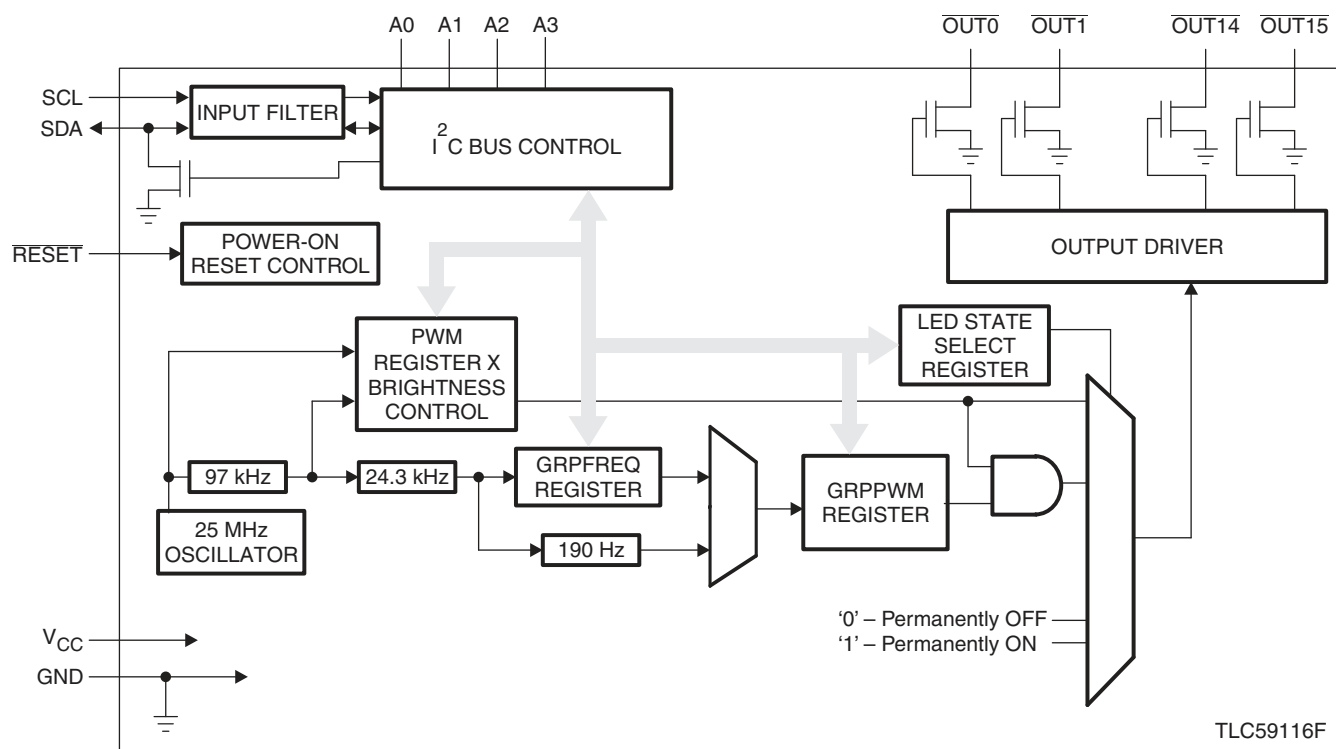 A0 A1 A2 A3
OUT0 OUT1 OUT14 OUT15
SCL
SDA
INPUT FILTER
I2C BUS CONTROL
RESET
POWER-ON
RESET CONTROL
OUTPUT DRIVER
PWM
REGISTER X
BRIGHTNESS
CONTROL
LED STATE
SELECT
REGISTER
97 kHz
24.3 kHz
GRPFREQ
REGISTER
GRPPWM
REGISTER
25 MHz
OSCILLATOR
190 Hz
'0' – Permanently OFF
'1' – Permanently ON
VCC
GND
TLC59116F